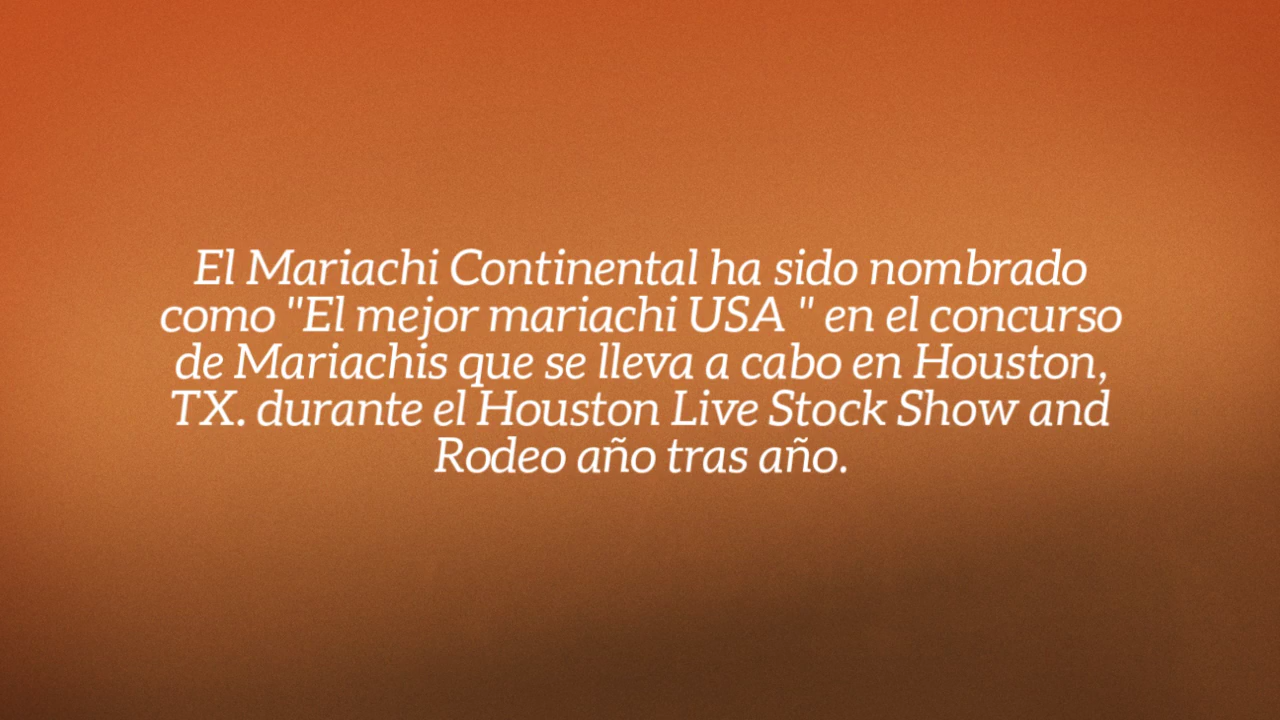 El Mariachi Continental ha sido nombrado
como "El mejor mariachi USA " en el concurso
de Mariachis que se lleva a cabo en Houston,
TX. durante el Houston Live Stock Show and
Rodeo año tras año.